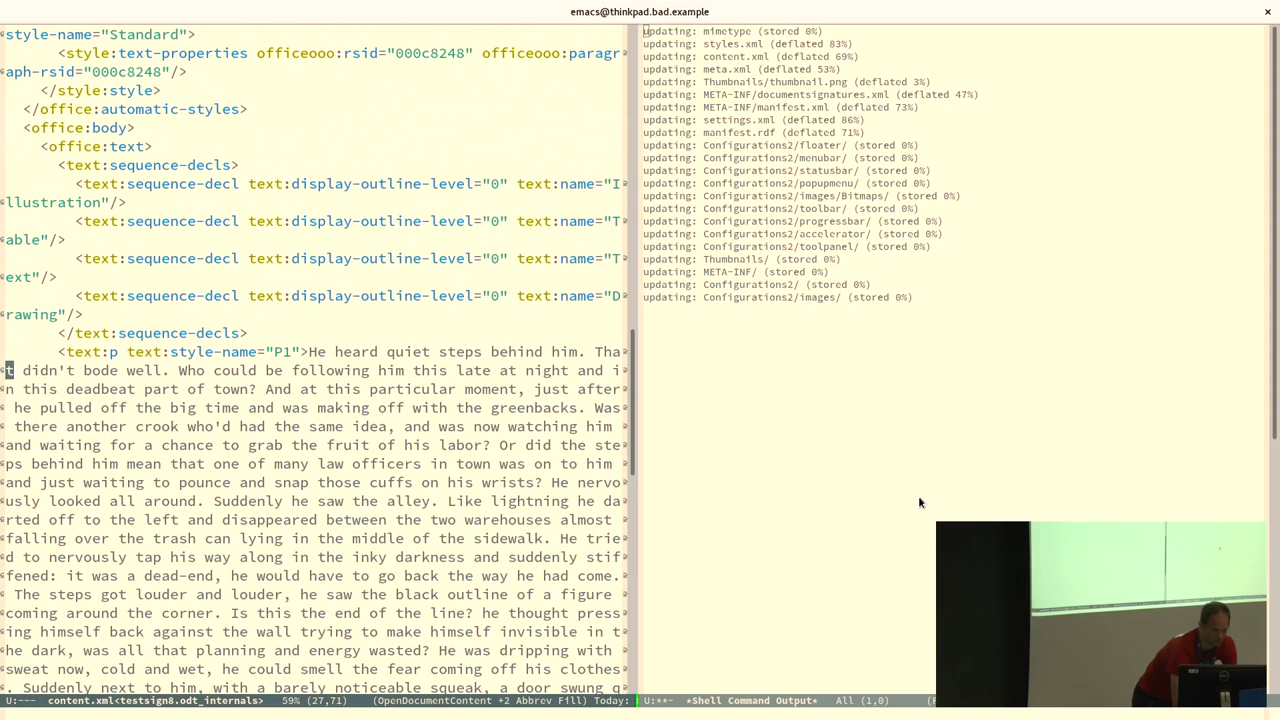 emacs@thinkpad.bad.example
style-name="Standard">
<style:text-properties officeooo:rsid="000c8248" officeooo:paragr
aph-rsid="000c8248"/>
</style:style>
</office:automatic-styles>
<office:body>
<office:text>
<text:sequence-decls>
<text:sequence-decl text:display-outline-level="0" text:name="I
llustration"/>
<text:sequence-decl text:display-outline-level="0" text:name="T
able"/>
<text:sequence-decl text:display-outline-level="0" text:name="T
ext"/>
<text:sequence-decl text:display-outline-level="0" text:name="D
rawing"/>
</text:sequence-decls>
<text:p text:style-name="P1">He heard quiet steps behind him. Tha
t didn't bode well. Who could be following him this late at night and i
n this deadbeat part of town? And at this particular moment, just after
he pulled off the big time and was making off with the greenbacks. Was
there another crook who'd had the same idea, and was now watching him
and waiting for a chance to grab the fruit of his labor? Or did the ste
ps behind him mean that one of many law officers in town was on to him
and just waiting to pounce and snap those cuffs on his wrists? He nervo
usly looked all around. Suddenly he saw the alley. Like lightning he da
rted off to the left and disappeared between the two warehouses almost
falling over the trash can lying in the middle of the sidewalk. He trie
d to nervously tap his way along in the inky darkness and suddenly stif
fened: it was a dead-end, he would have to go back the way he had come.
The steps got louder and louder, he saw the black outline of a figure
coming around the corner. Is this the end of the line? he thought press
ing himself back against the wall trying to make himself invisible in t
he dark, was all that planning and energy wasted? He was dripping with
sweat now, cold and wet, he could smell the fear coming off his clothes
. Suddenly next to him, with a barely noticeable squeak, a door swung q
U:--- content.xml<testsign8.odt_internals> 59% (27,71) (OpenDocumentContent +2 Abbrev Fill) Today:
updating: mimetype (stored 0%)
updating: styles.xml (deflated 83%)
updating: content.xml (deflated 69%)
updating: meta.xml (deflated 53%)
updating: Thumbnails/thumbnail.png (deflated 3%)
updating: META-INF/documentsignatures.xml (deflated 47%)
updating: META-INF/manifest.xml (deflated 73%)
updating: settings.xml (deflated 86%)
updating: manifest.rdf (deflated 71%)
updating: Configurations2/floater/ (stored 0%)
updating: Configurations2/menubar/ (stored 0%)
updating: Configurations2/statusbar/ (stored 0%)
updating: Configurations2/popupmenu/ (stored 0%)
updating: Configurations2/images/Bitmaps/ (stored 0%)
updating: Configurations2/toolbar/ (stored 0%)
updating: Configurations2/progressbar/ (stored 0%)
updating: Configurations2/accelerator/ (stored 0%)
updating: Configurations2/toolpanel/ (stored 0%)
updating: Thumbnails/ (stored 0%)
updating: META-INF/ (stored 0%)
updating: Configurations2/ (stored 0%)
updating: Configurations2/images/ (stored 0%)
U:**- *Shell Command Output* All (1,0)